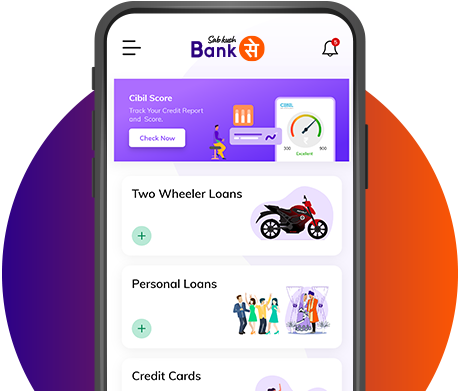 Sab kuch
Bank से
Cibil Score
Track Your Credit Report
and Score.
Check Now
CIBIL
300
900
Excellent
Two Wheeler Loans
+
Personal Loans
+
Credit Cards